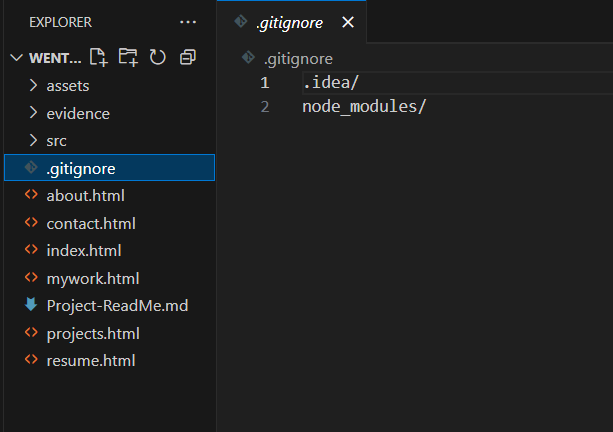 EXPLORER
WENT...
assets
evidence
src
.gitignore
about.html
contact.html
index.html
mywork.html
Project-ReadMe.md
projects.html
resume.html
.gitignore
.gitignore
1 .idea/
2 node_modules/